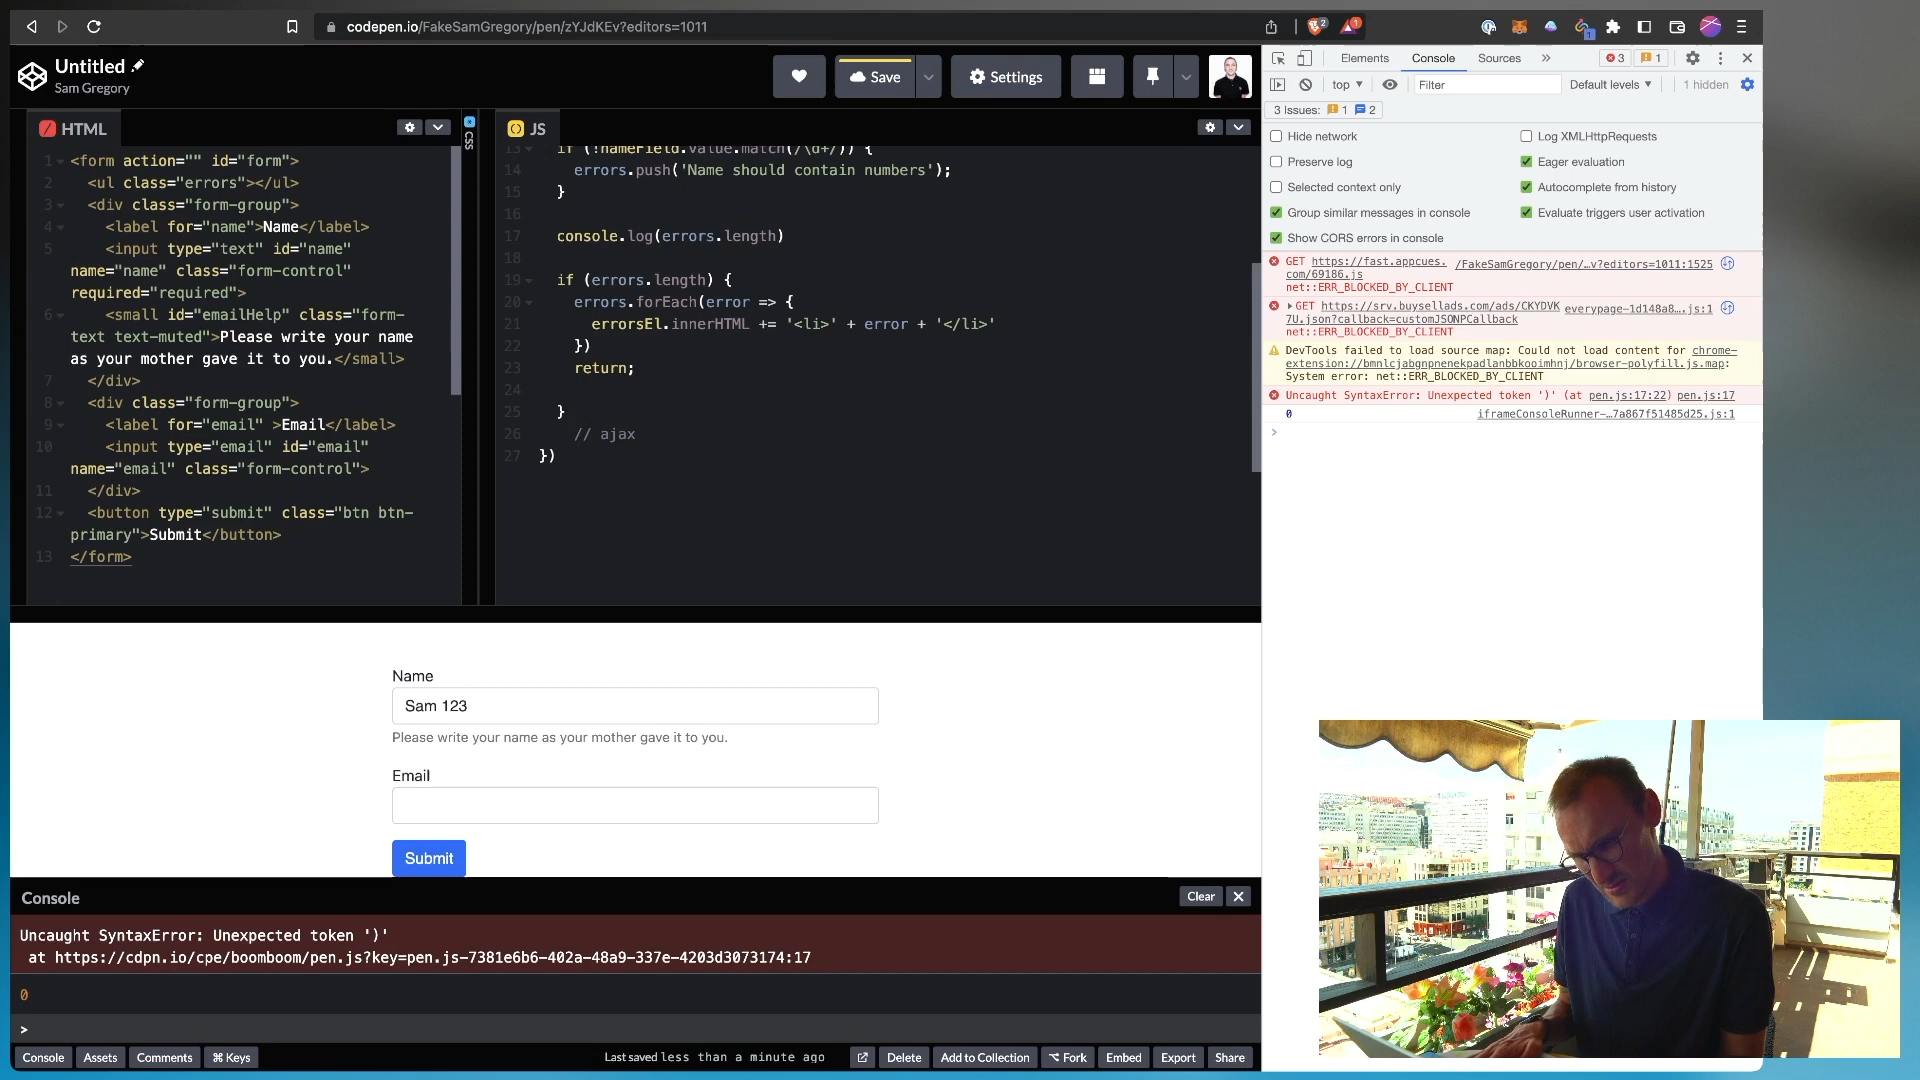 codepen.io/FakeSamGregory/pen/zYJdKEv?editors=1011
2
1
1
Untitled
Sam Gregory
Save
Settings
HTML
1 <form action="" id="form">
2 <ul class="errors"></ul>
3 <div class="form-group">
4 <label for="name">Name</label>
5 <input type="text" id="name"
name="name" class="form-control"
required="required">
6 <small id="emailHelp" class="form-
text text-muted">Please write your name
as your mother gave it to you.</small>
7 </div>
8 <div class="form-group">
9 <label for="email" >Email</label>
10 <input type="email" id="email"
name="email" class="form-control">
11 </div>
12 <button type="submit" class="btn btn-
primary">Submit</button>
13 </form>
CSS
JS
13 if (!nameField.value.match(/\d+/)) {
14 errors.push('Name should contain numbers');
15 }
16
17 console.log(errors.length)
18
19 if (errors.length) {
20 errors.forEach(error => {
21 errorsEl.innerHTML += '<li>' + error + '</li>'
22 })
23 return;
24
25 }
26 // ajax
27 })
Name
Sam 123
Please write your name as your mother gave it to you.
Email
Submit
Console
Clear
Uncaught SyntaxError: Unexpected token ')'
at https://cdpn.io/cpe/boomboom/pen.js?key=pen.js-7381e6b6-402a-48a9-337e-4203d3073174:17
0
>
Console
Assets
Comments
⌘ Keys
Last saved less than a minute ago
Delete
Add to Collection
Fork
Embed
Export
Share
Elements
Console
Sources
»
3
1
top
Filter
Default levels
1 hidden
3 Issues: 1 2
Hide network
Log XMLHttpRequests
Preserve log
Eager evaluation
Selected context only
Autocomplete from history
Group similar messages in console
Evaluate triggers user activation
Show CORS errors in console
GET https://fast.appcues. /FakeSamGregory/pen/…v?editors=1011:1525
com/69186.js
net::ERR_BLOCKED_BY_CLIENT
GET https://srv.buysellads.com/ads/CKYDVK everypage-1d148a8….js:1
7U.json?callback=customJSONPCallback
net::ERR_BLOCKED_BY_CLIENT
DevTools failed to load source map: Could not load content for chrome-
extension://bmnlcjabgnpnenekpadlanbbkooimhnj/browser-polyfill.js.map:
System error: net::ERR_BLOCKED_BY_CLIENT
Uncaught SyntaxError: Unexpected token ')' (at pen.js:17:22) pen.js:17
0 iframeConsoleRunner-…7a867f51485d25.js:1
>